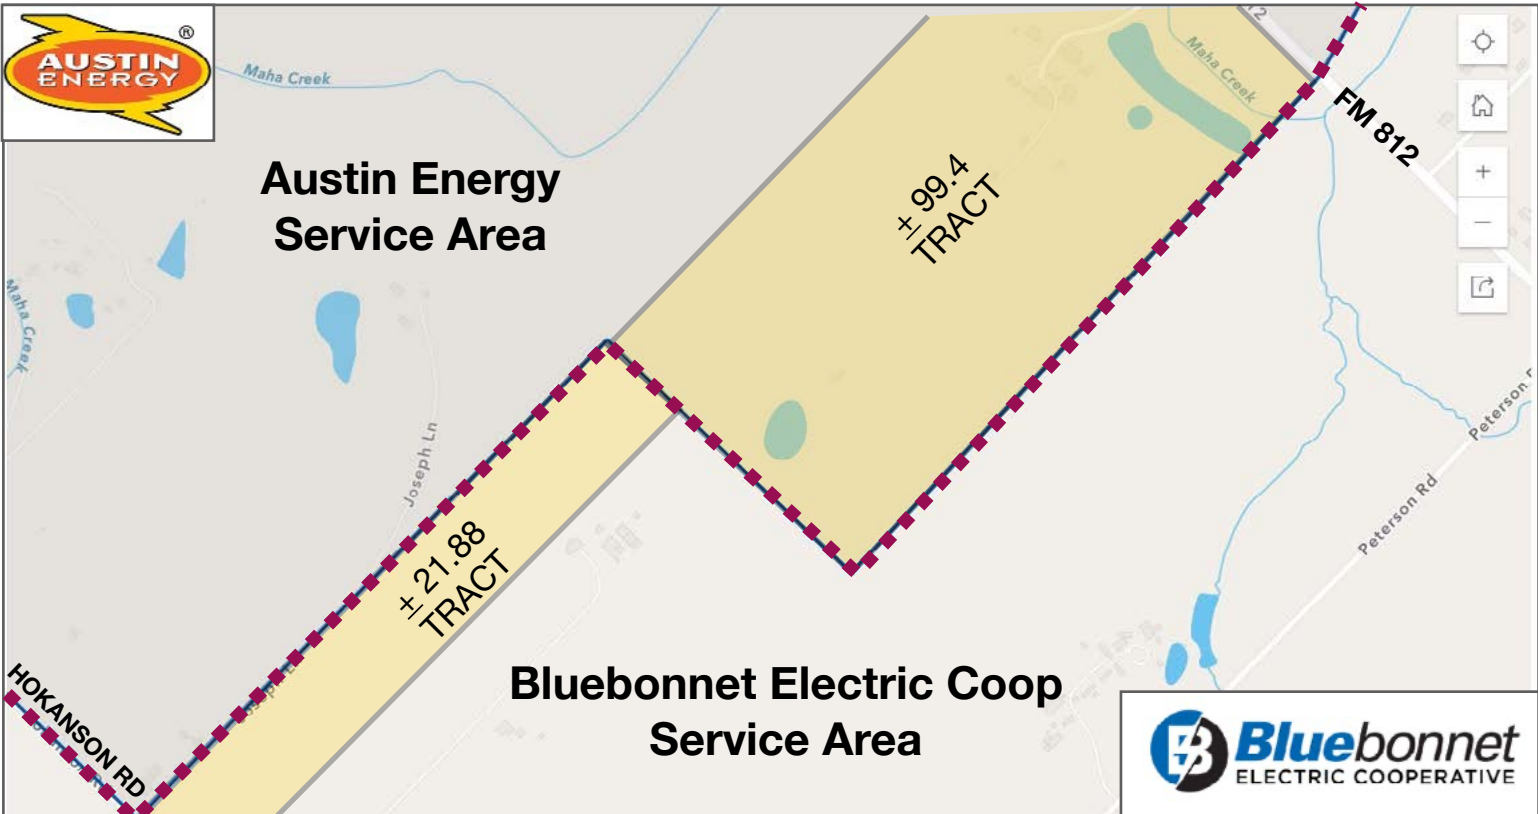 AUSTIN
ENERGY
®
Maha Creek
12
Maha Creek
FM 812
Austin Energy
Service Area
± 99.4
TRACT
+
−
Maha Creek
Joseph Ln
Peterson
Peterson Rd
± 21.88
TRACT
HOKANSON RD
Bluebonnet Electric Coop
Service Area
Bluebonnet
ELECTRIC COOPERATIVE